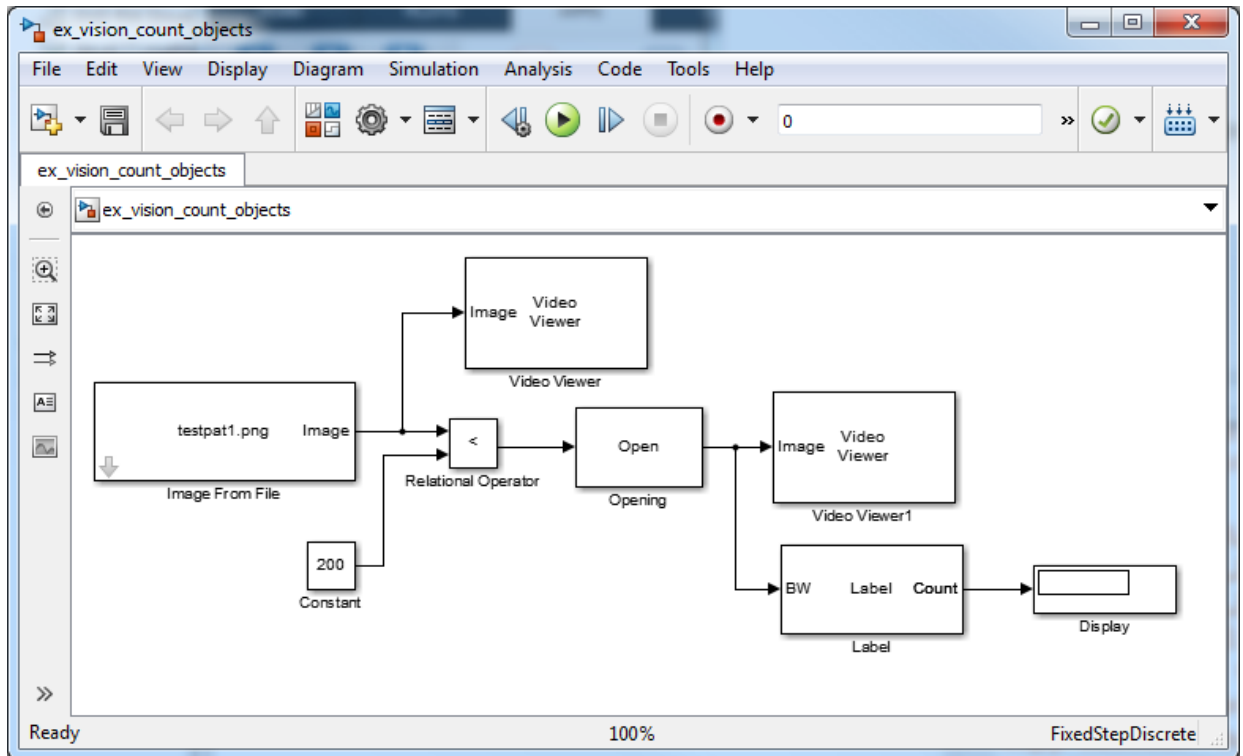 ex_vision_count_objects
File Edit View Display Diagram Simulation Analysis Code Tools Help
0
ex_vision_count_objects
ex_vision_count_objects
Image Video Viewer
Video Viewer
testpat1.png Image
Image From File
<
Relational Operator
Open
Opening
Image Video Viewer
Video Viewer1
200
Constant
BW Label Count
Label
Display
Ready 100% FixedStepDiscrete